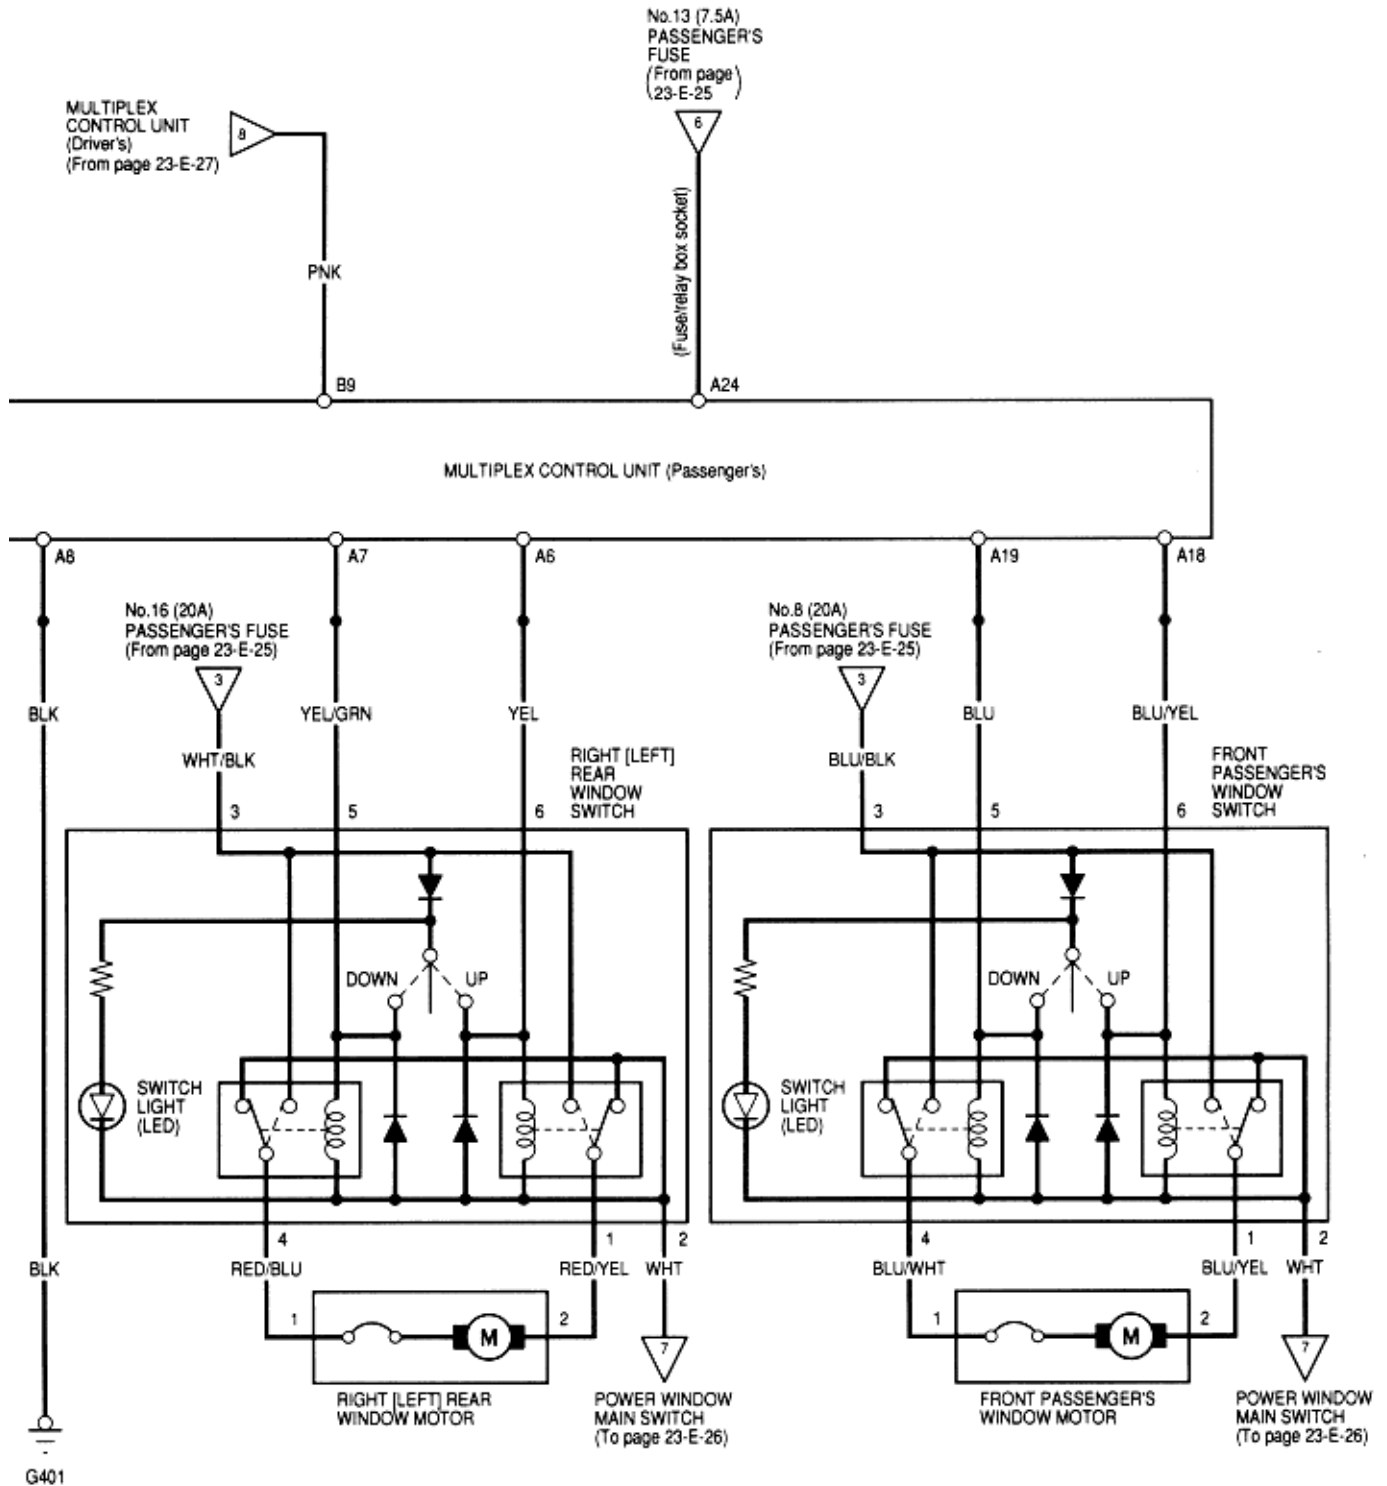 No.13 (7.5A)
PASSENGER'S
FUSE
(From page
23-E-25)
6
MULTIPLEX
CONTROL UNIT
(Driver's)
(From page 23-E-27)
8
(Fuse/relay box socket)
PNK
B9
A24
MULTIPLEX CONTROL UNIT (Passenger's)
A8
A7
A6
A19
A18
No.16 (20A)
PASSENGER'S FUSE
(From page 23-E-25)
3
No.8 (20A)
PASSENGER'S FUSE
(From page 23-E-25)
3
BLK
YEL/GRN
YEL
BLU
BLU/YEL
WHT/BLK
RIGHT [LEFT]
REAR
WINDOW
SWITCH
BLU/BLK
FRONT
PASSENGER'S
WINDOW
SWITCH
3
5
6
3
5
6
DOWN
UP
DOWN
UP
SWITCH
LIGHT
(LED)
SWITCH
LIGHT
(LED)
4
1
2
4
1
2
BLK
RED/BLU
RED/YEL
WHT
BLU/WHT
BLU/YEL
WHT
1
M
2
7
1
M
2
7
RIGHT [LEFT] REAR
WINDOW MOTOR
POWER WINDOW
MAIN SWITCH
(To page 23-E-26)
FRONT PASSENGER'S
WINDOW MOTOR
POWER WINDOW
MAIN SWITCH
(To page 23-E-26)
G401